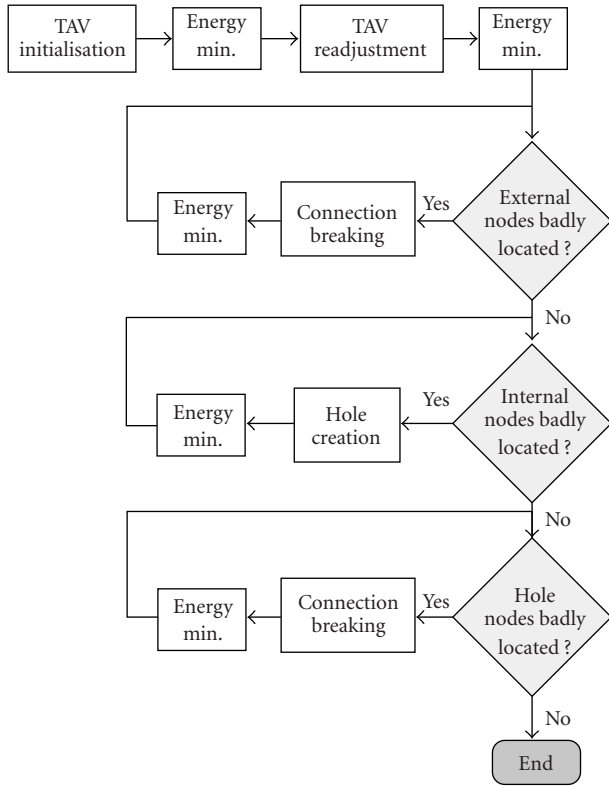 TAV
initialisation
Energy
min.
TAV
readjustment
Energy
min.
External
nodes badly
located ?
Yes
Connection
breaking
Energy
min.
No
Internal
nodes badly
located ?
Yes
Hole
creation
Energy
min.
No
Hole
nodes badly
located ?
Yes
Connection
breaking
Energy
min.
No
End